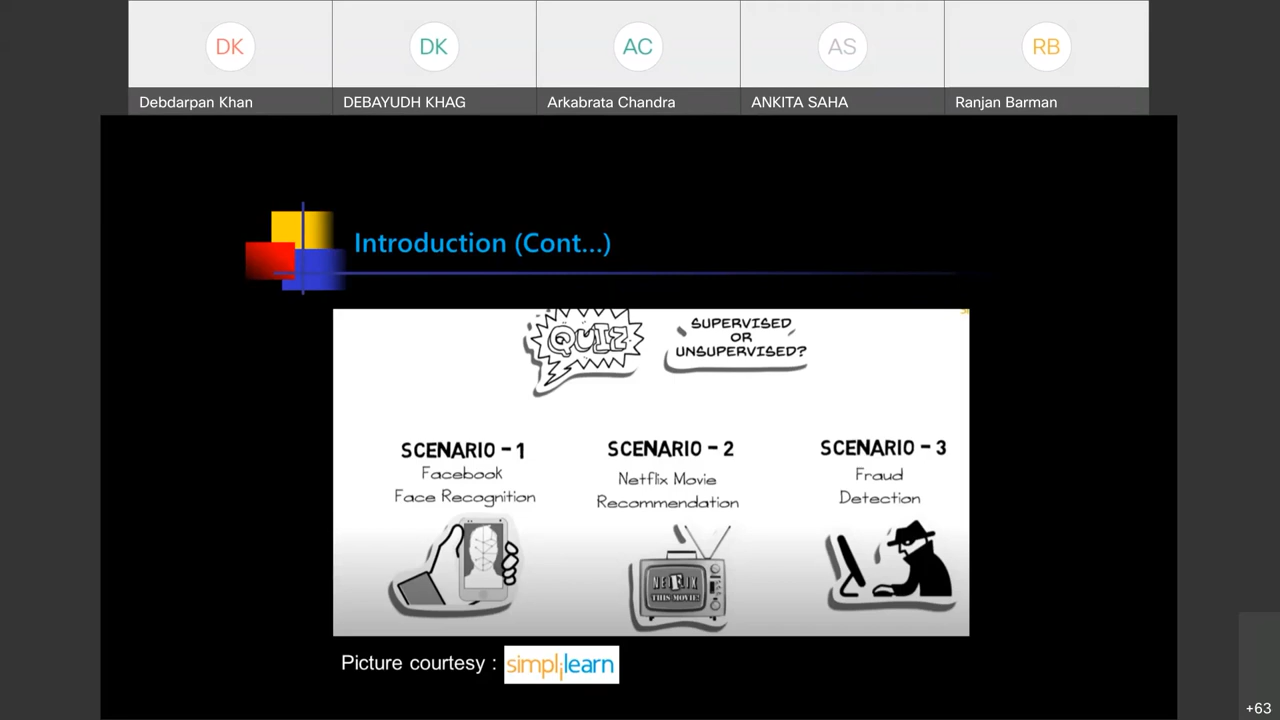 DK
DK
AC
AS
RB
Debdarpan Khan
DEBAYUDH KHAG
Arkabrata Chandra
ANKITA SAHA
Ranjan Barman
Introduction (Cont...)
QUIZ
SUPERVISED
OR
UNSUPERVISED?
SCENARIO - 1
Facebook
Face Recognition
SCENARIO - 2
Netflix Movie
Recommendation
NETFLIX
THIS MOVIE!
SCENARIO - 3
Fraud
Detection
Picture courtesy : simplilearn
+63